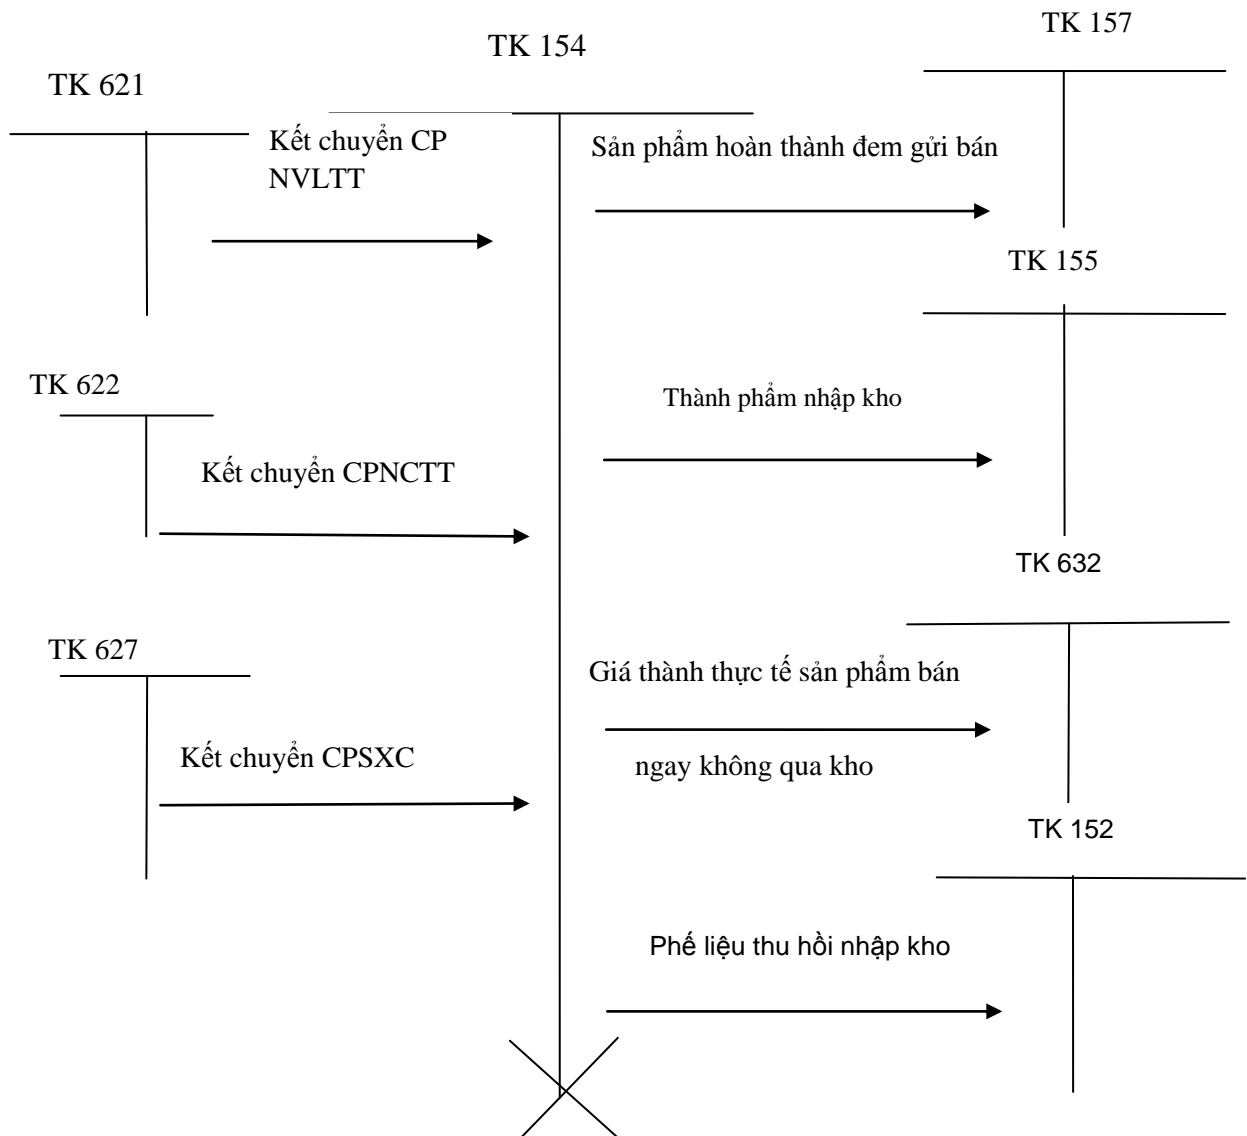 TK 157
TK 154
TK 621
Kết chuyển CP
NVLTT
Sản phẩm hoàn thành đem gửi bán
TK 155
TK 622
Thành phẩm nhập kho
Kết chuyển CPNCTT
TK 632
TK 627
Giá thành thực tế sản phẩm bán
Kết chuyển CPSXC
ngay không qua kho
TK 152
Phế liệu thu hồi nhập kho